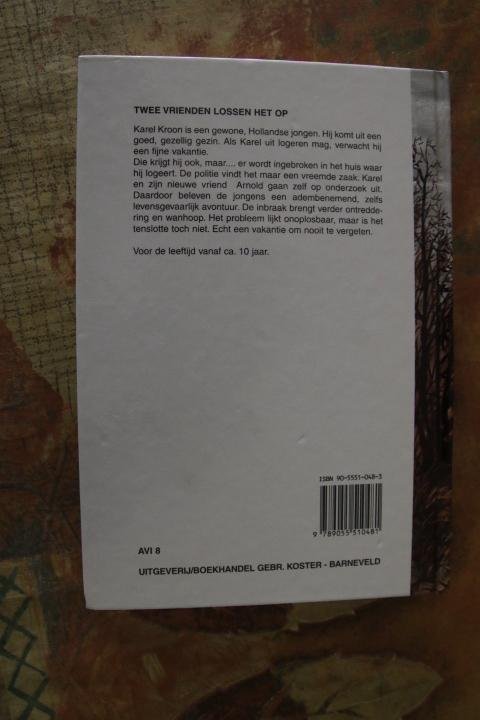 TWEE VRIENDEN LOSSEN HET OP
Karel Kroon is een gewone, Hollandse jongen. Hij komt uit een
goed, gezellig gezin. Als Karel uit logeren mag, verwacht hij
een fijne vakantie.
Die krijgt hij ook, maar.... er wordt ingebroken in het huis waar
hij logeert. De politie vindt het maar een vreemde zaak. Karel
en zijn nieuwe vriend Arnold gaan zelf op onderzoek uit.
Daardoor beleven de jongens een adembenemend, zelfs
levensgevaarlijk avontuur. De inbraak brengt verder ontredde-
ring en wanhoop. Het probleem lijkt onoplosbaar, maar is het
tenslotte toch niet. Echt een vakantie om nooit te vergeten.
Voor de leeftijd vanaf ca. 10 jaar.
ISBN 90-5551-048-3
9 789055 510481
AVI 8
UITGEVERIJ/BOEKHANDEL GEBR. KOSTER - BARNEVELD